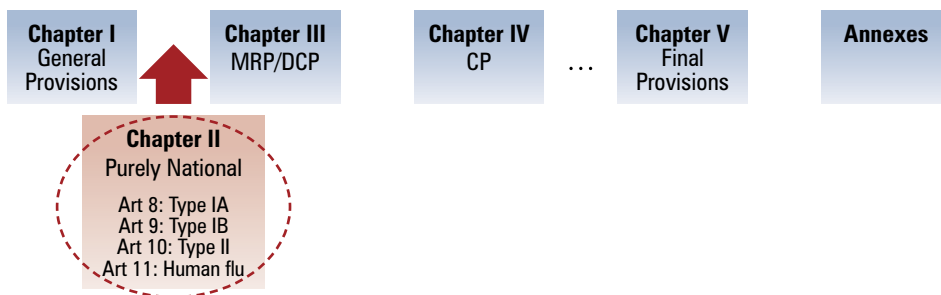 Chapter I
General
Provisions
Chapter III
MRP/DCP
Chapter IV
CP
...
Chapter V
Final
Provisions
Annexes
Chapter II
Purely National
Art 8: Type IA
Art 9: Type IB
Art 10: Type II
Art 11: Human flu